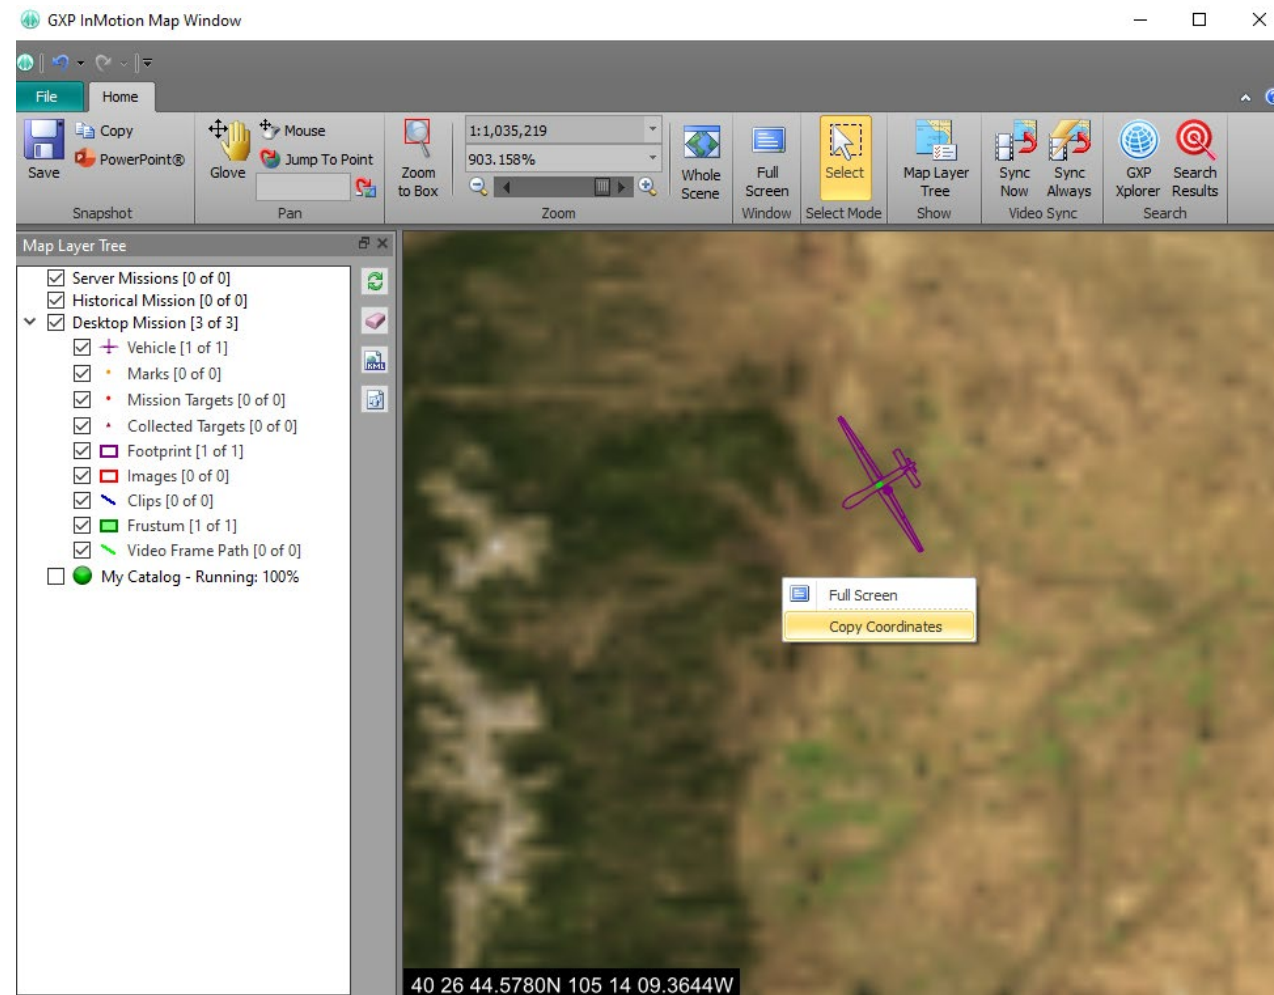 GXP InMotion Map Window
File
Home
Save
Copy
PowerPoint®
Snapshot
Glove
Mouse
Jump To Point
Pan
Zoom
to Box
1:1,035,219
903.158%
Zoom
Whole
Scene
Full
Screen
Window
Select
Select Mode
Map Layer
Tree
Show
Sync
Now
Sync
Always
Video Sync
GXP
Xplorer
Search
Results
Search
Map Layer Tree
Server Missions [0 of 0]
Historical Mission [0 of 0]
Desktop Mission [3 of 3]
Vehicle [1 of 1]
Marks [0 of 0]
Mission Targets [0 of 0]
Collected Targets [0 of 0]
Footprint [1 of 1]
Images [0 of 0]
Clips [0 of 0]
Frustum [1 of 1]
Video Frame Path [0 of 0]
My Catalog - Running: 100%
KML
Full Screen
Copy Coordinates
40 26 44.5780N 105 14 09.3644W